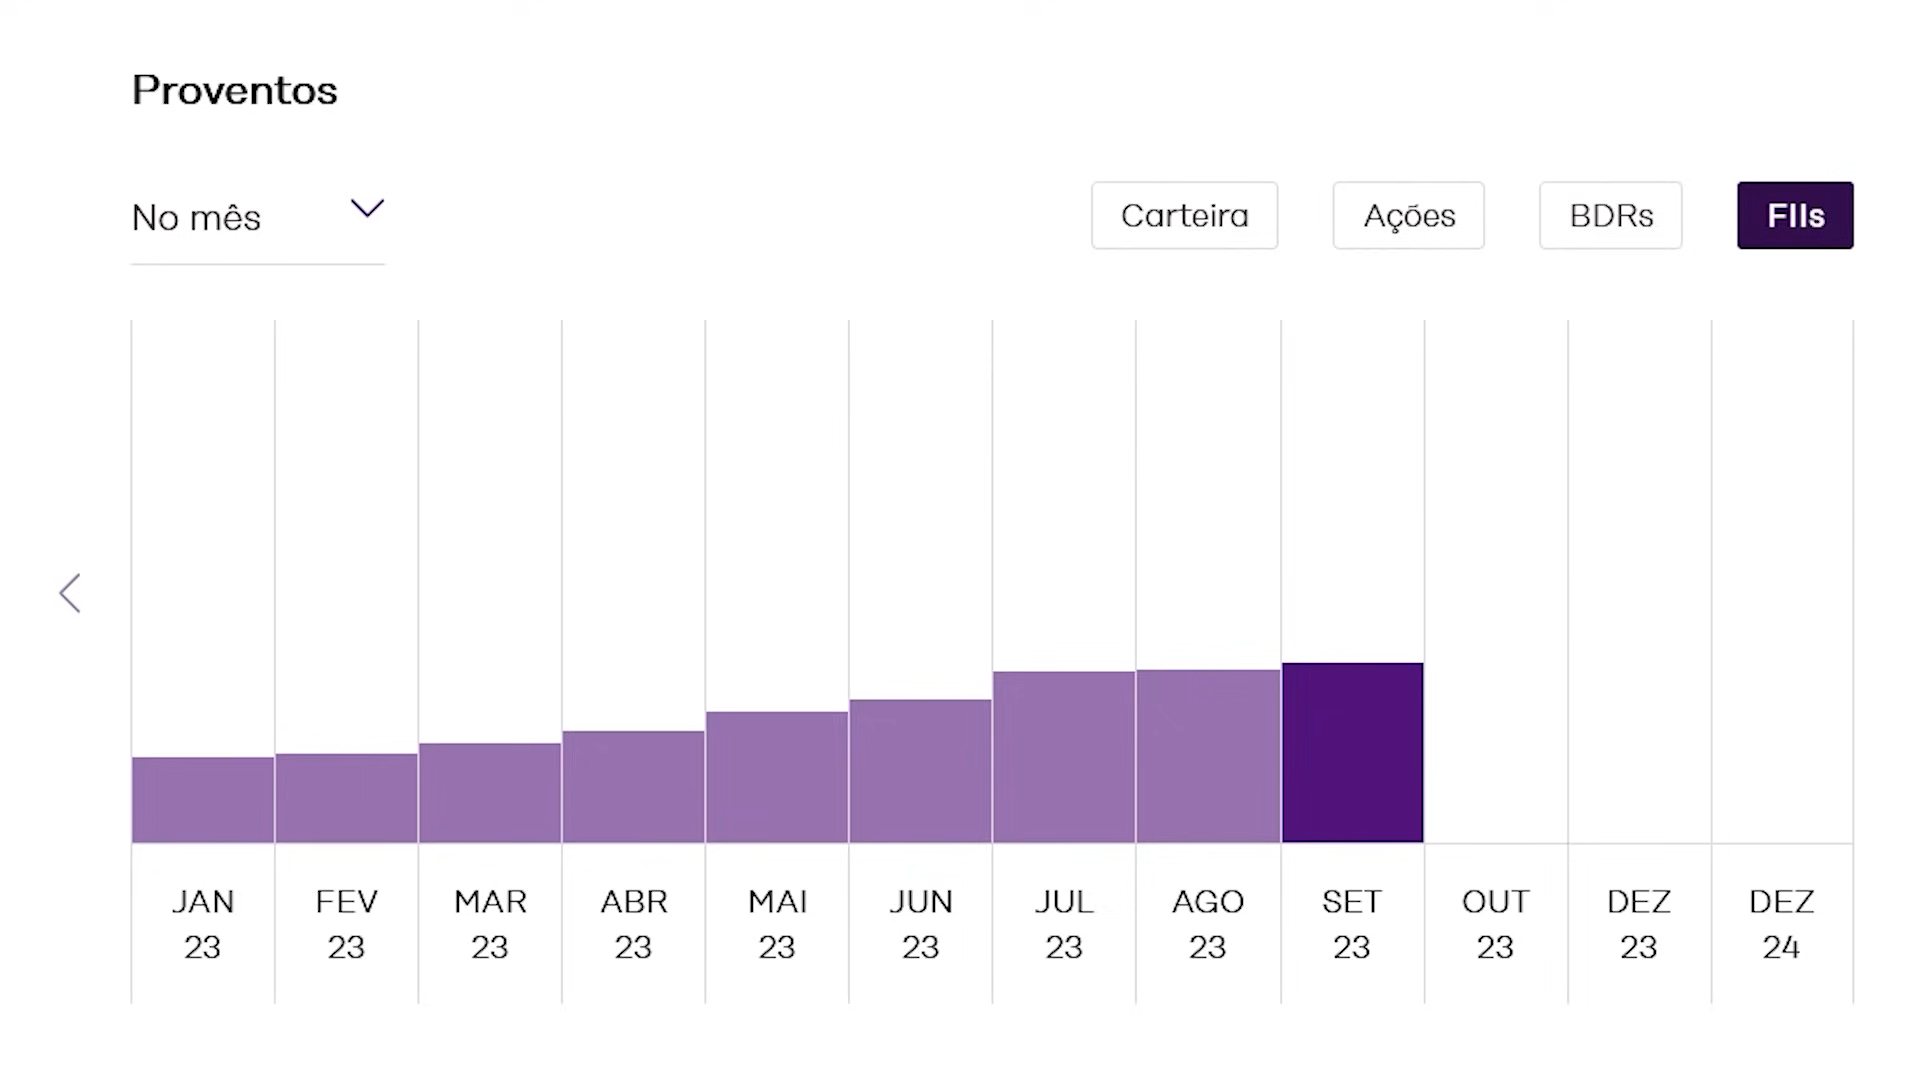 Proventos
No mês
Carteira Ações BDRs FIIs
JAN FEV MAR ABR MAI JUN JUL AGO SET OUT DEZ DEZ
23 23 23 23 23 23 23 23 23 23 23 24